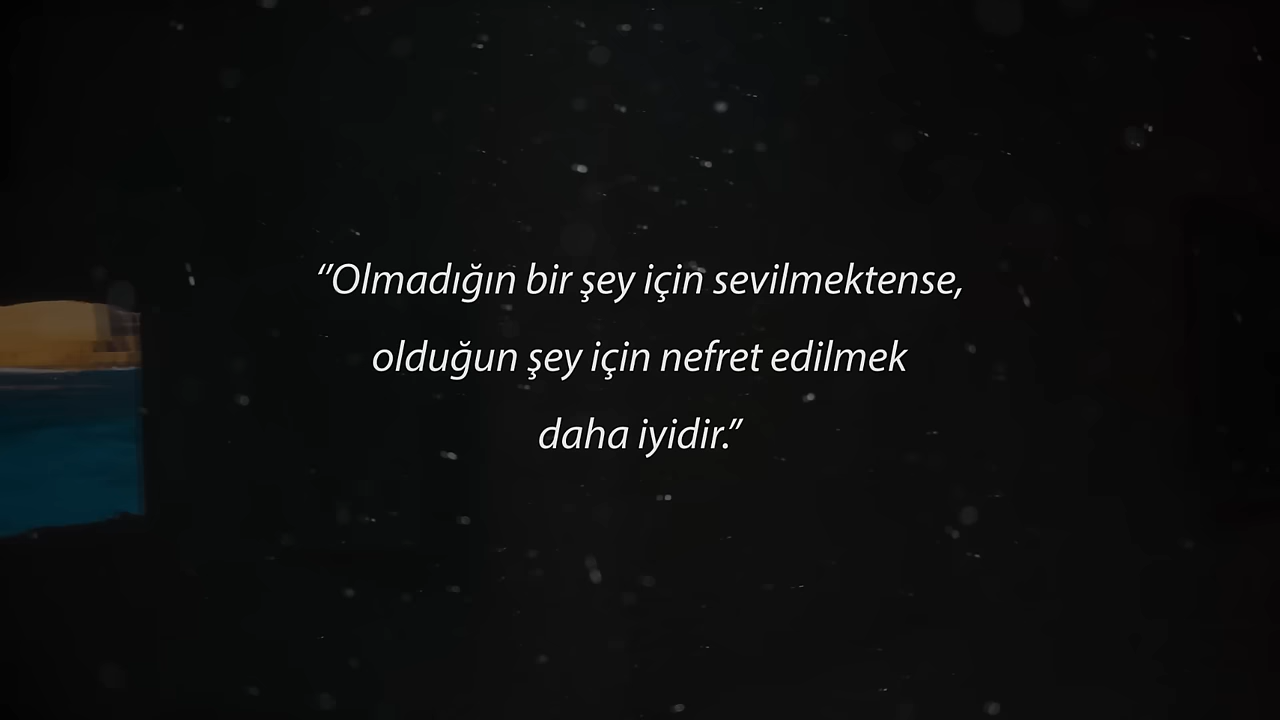 “Olmadığın bir şey için sevilmektense,
olduğun şey için nefret edilmek
daha iyidir.”